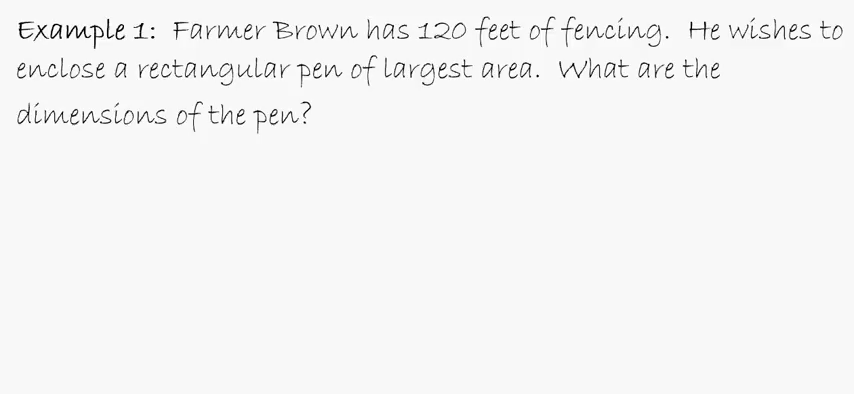 Example 1:  Farmer Brown has 120 feet of fencing.  He wishes to
enclose a rectangular pen of largest area.  What are the
dimensions of the pen?